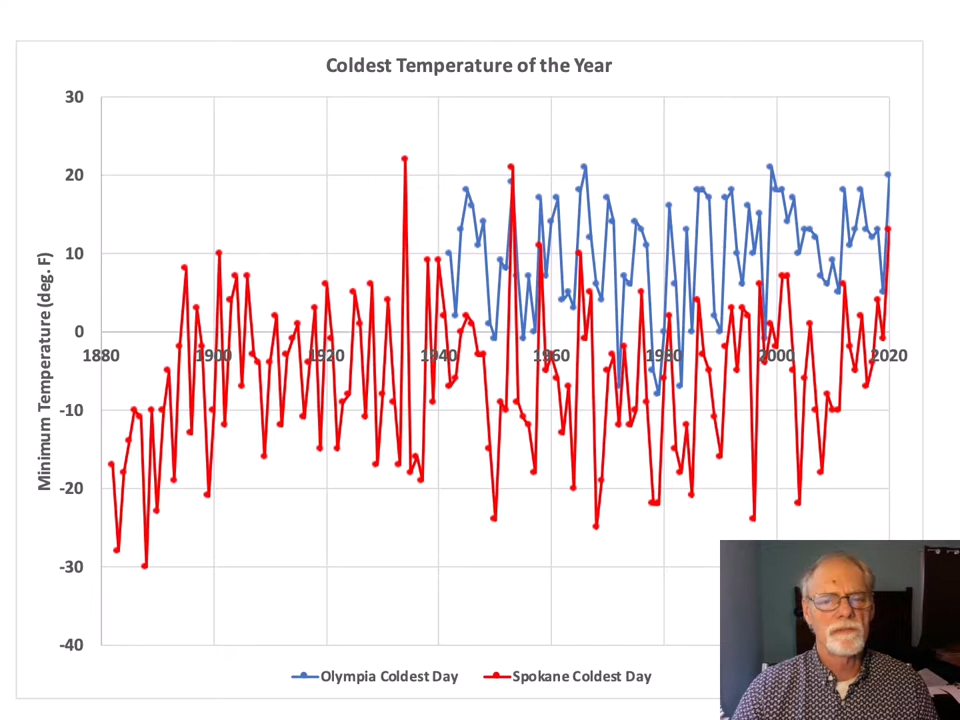 Coldest Temperature of the Year
30
20
10
0
-10
-20
-30
-40
Minimum Temperature (deg. F)
1880 1900 1920 1940 1960 1980 2000 2020
Olympia Coldest Day Spokane Coldest Day